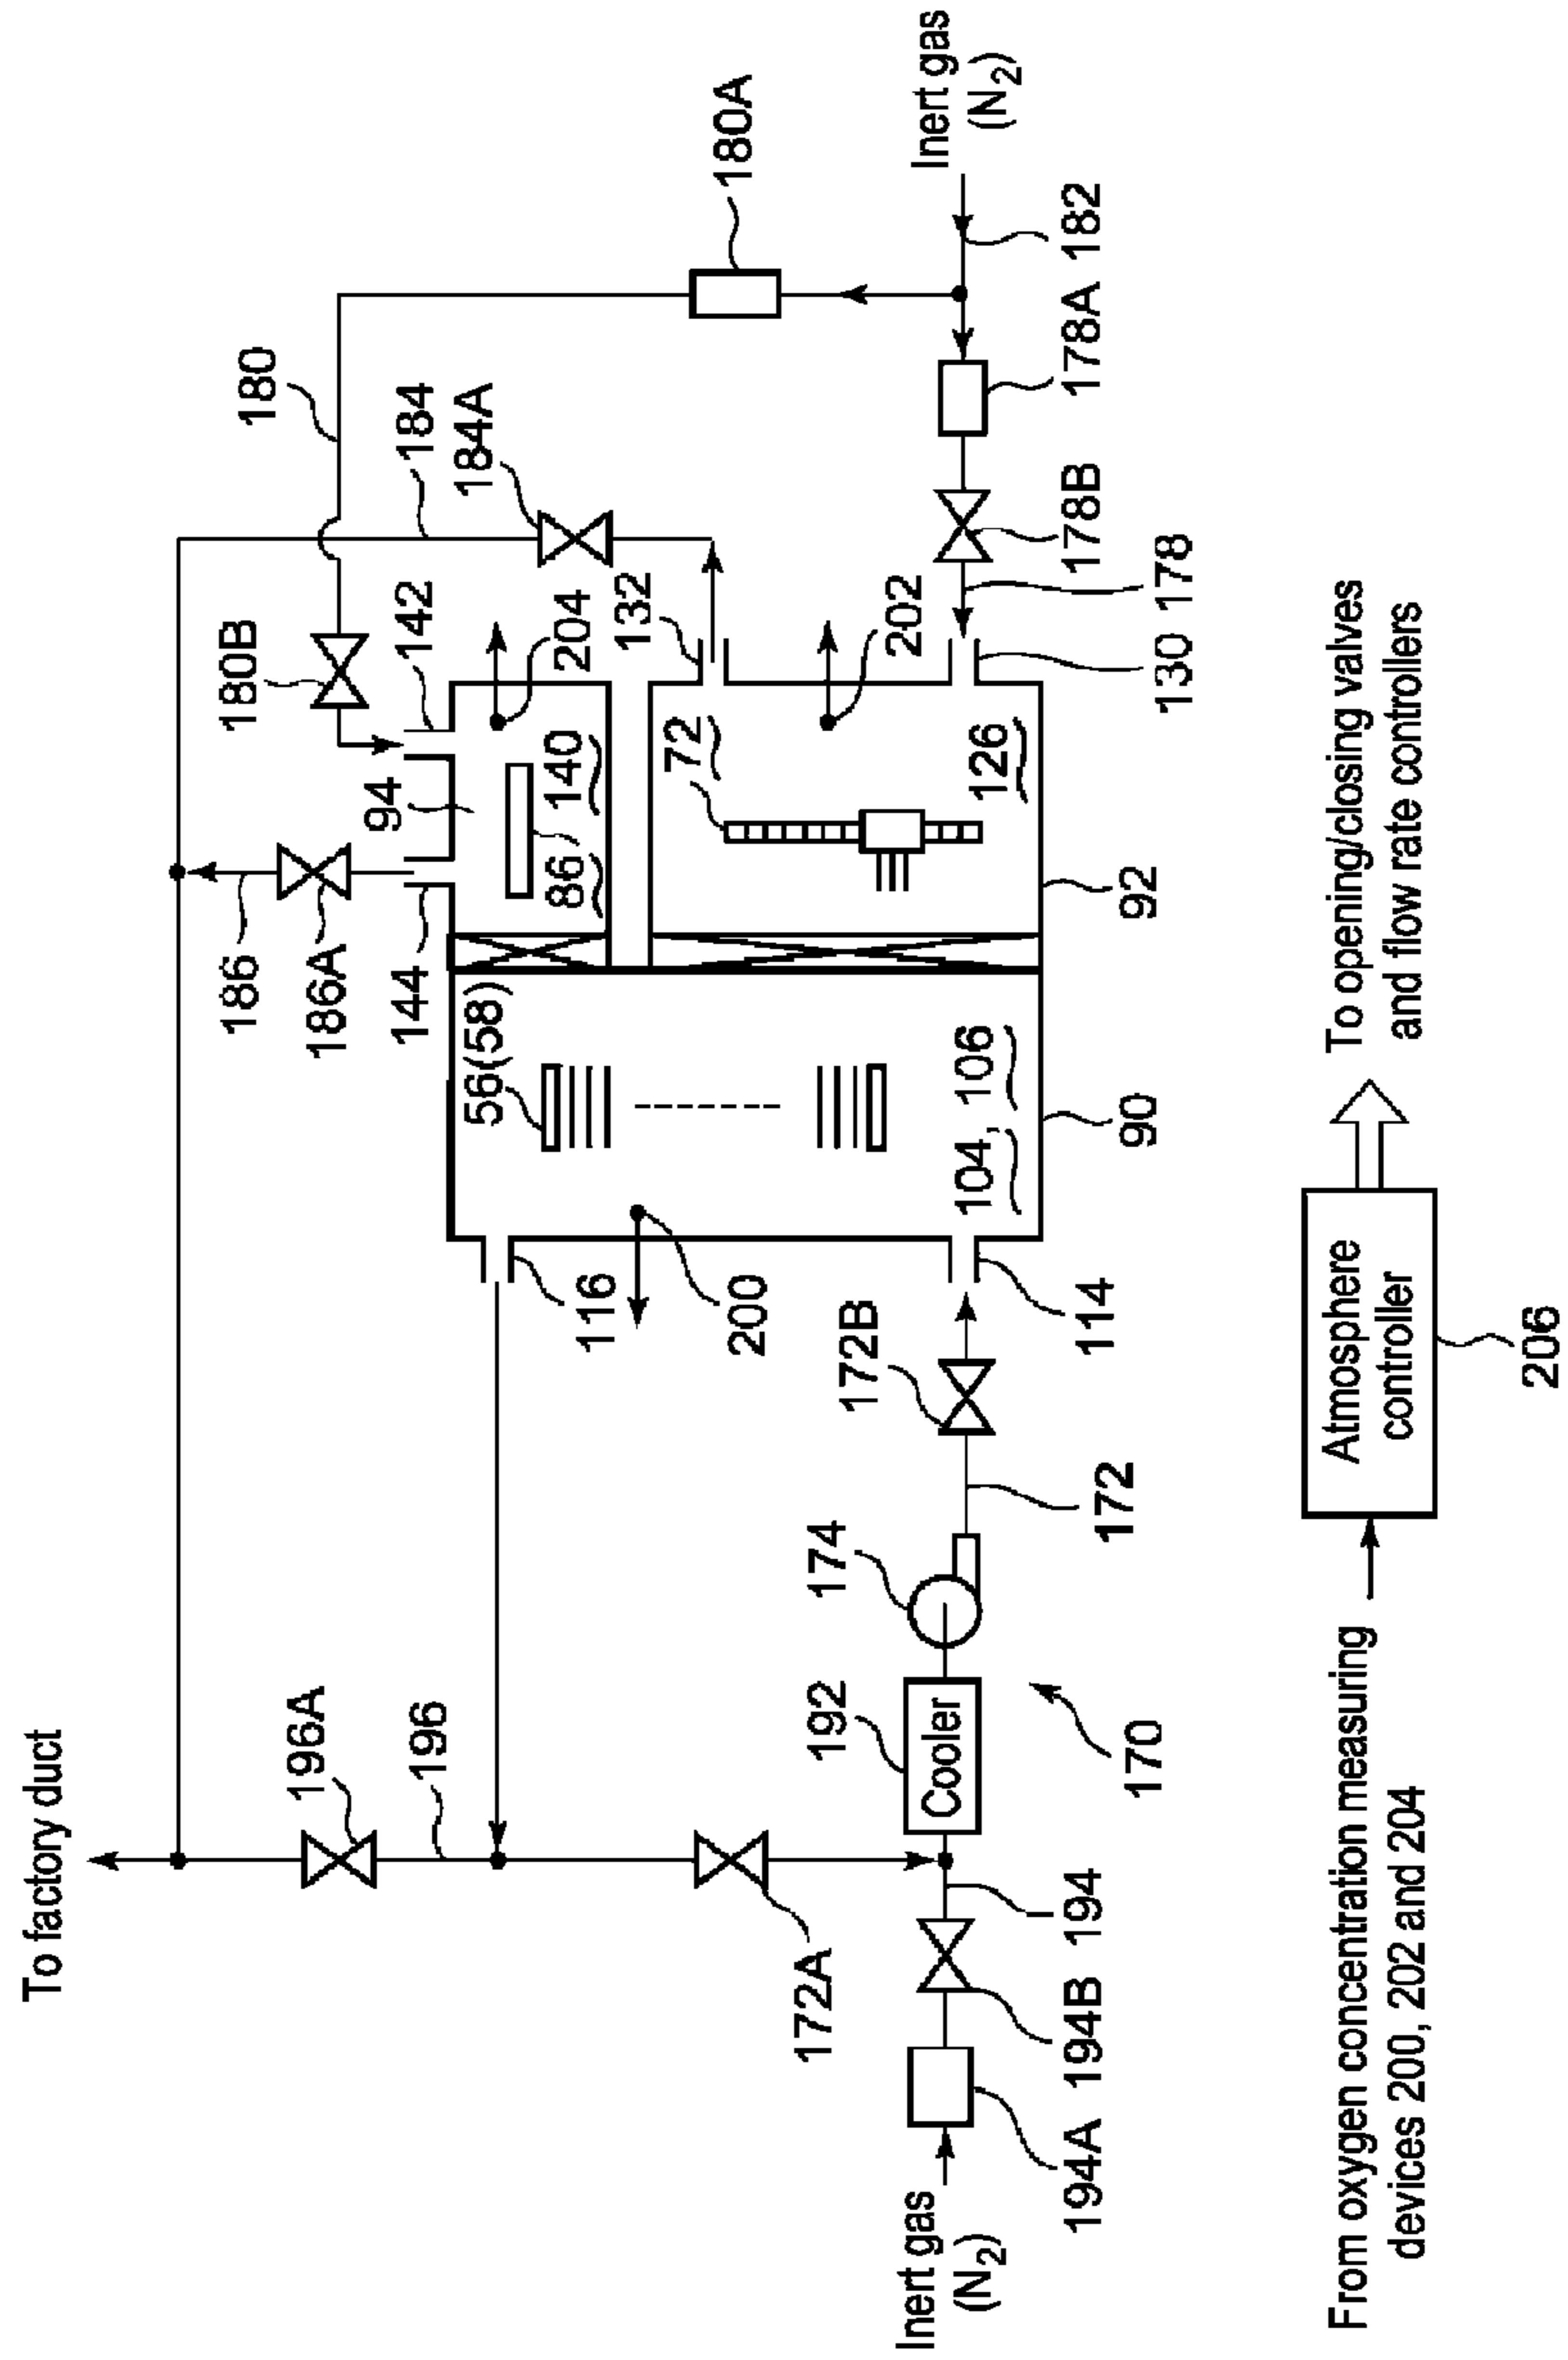 To factory duct
196A
196
186
186A
144
94
180B
142
180
184
184A
180A
Inert gas
(N2)
182
178A
178B
178
130
132
204
202
140
86
72
126
92
56(58)
104, 106
90
116
200
114
172B
172
174
192
Cooler
170
172A
194
194B
194A
Inert gas
(N2)
From oxygen concentration measuring
devices 200, 202 and 204
Atmosphere
controller
206
To opening/closing valves
and flow rate controllers